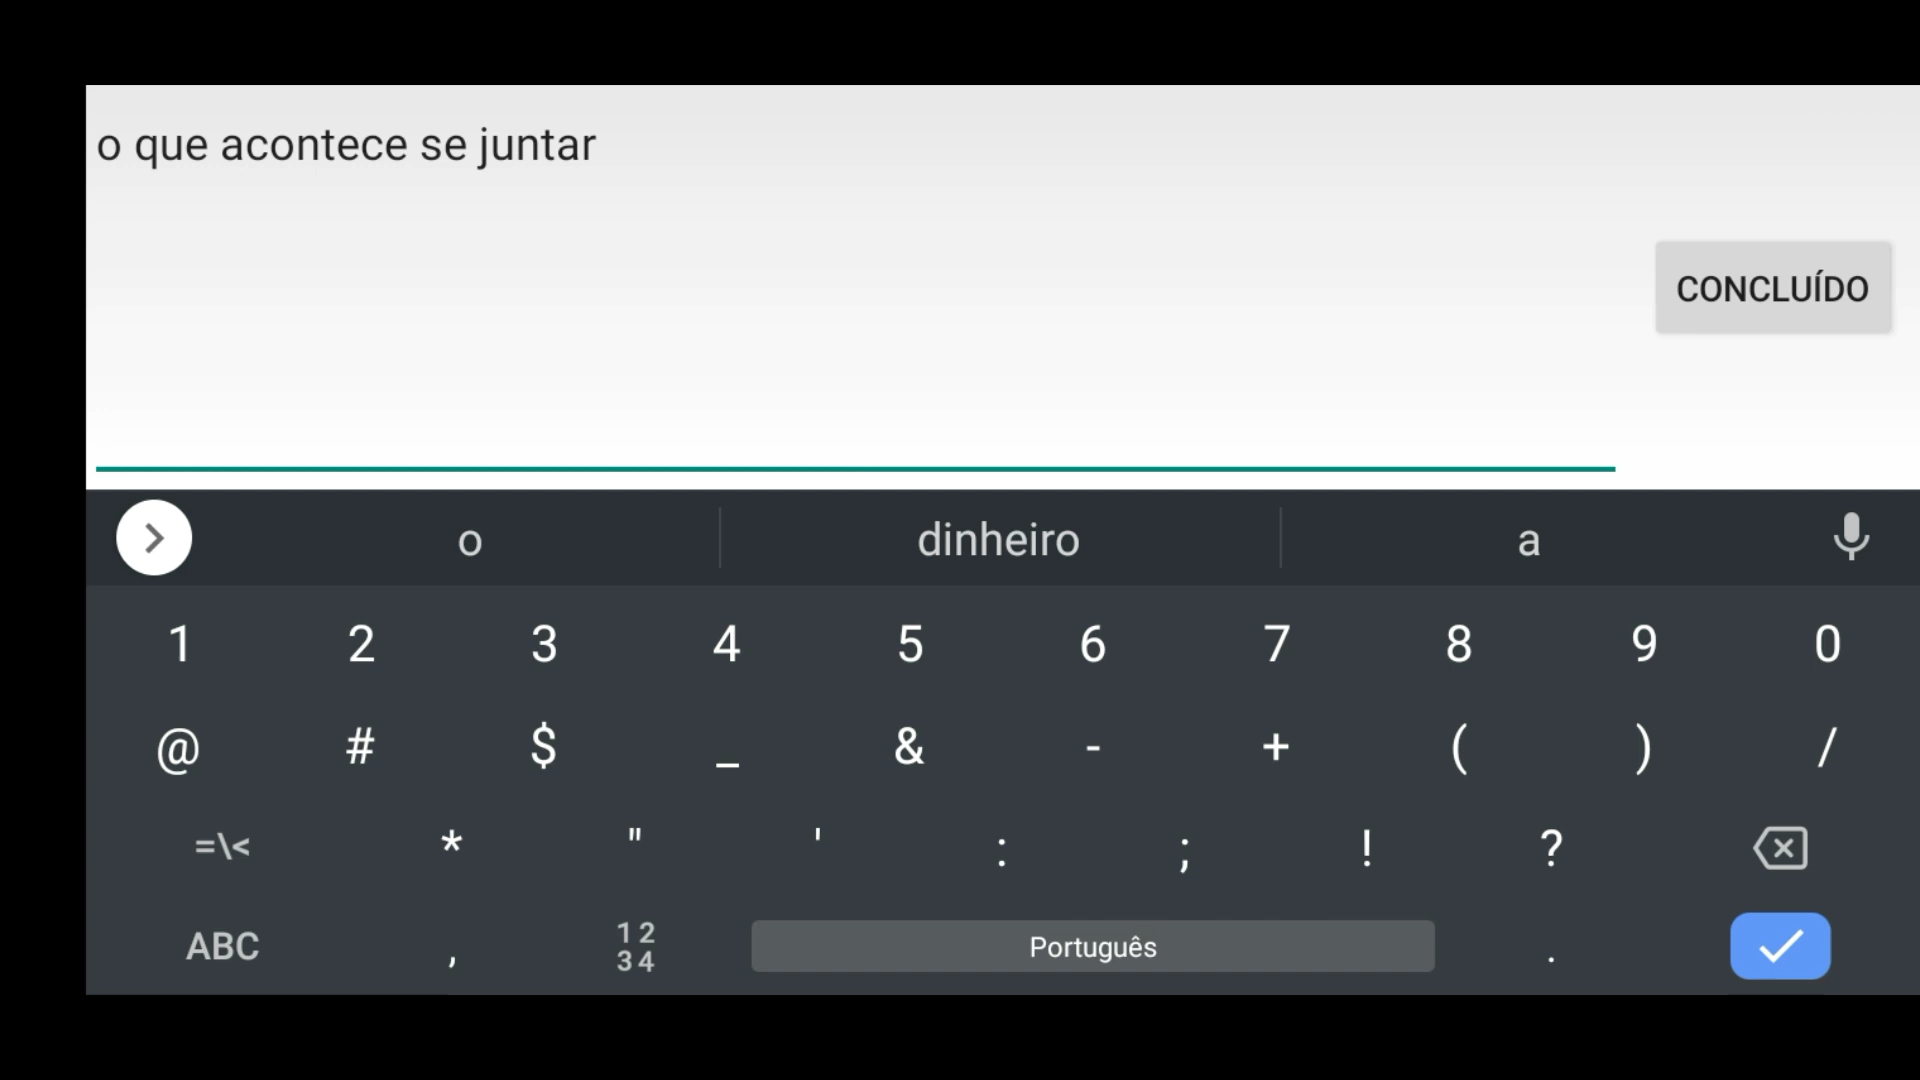 o que acontece se juntar
CONCLUÍDO
o dinheiro a
1 2 3 4 5 6 7 8 9 0
@ # $ _ & - + ( ) /
=\< * " ' : ; ! ?
ABC , 12 34 Português .